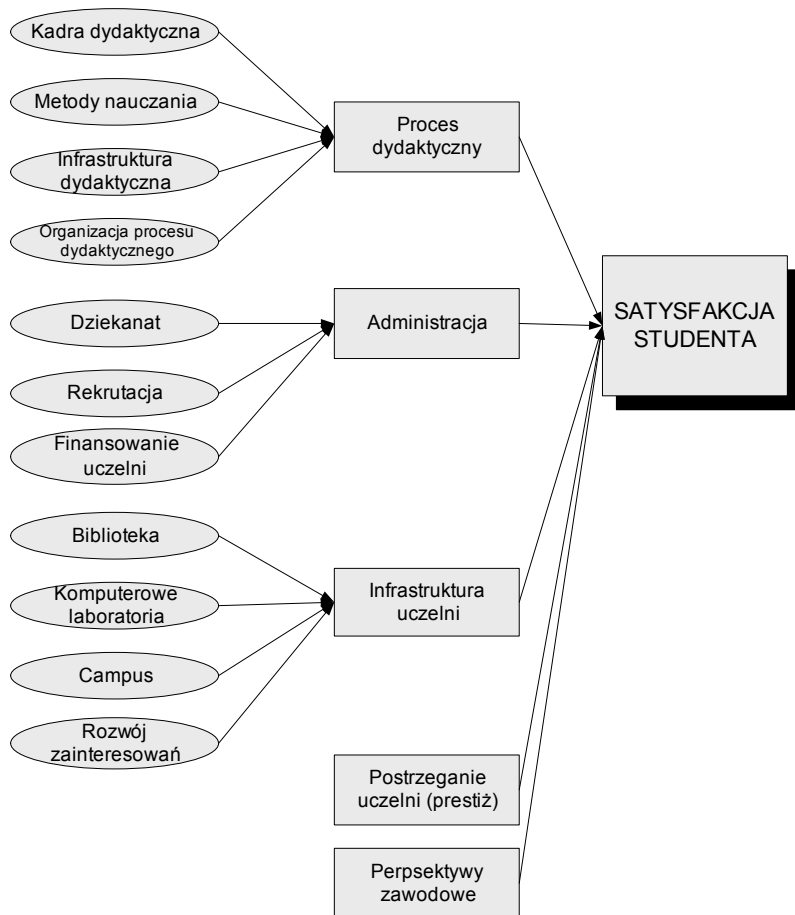 Kadra dydaktyczna
Metody nauczania
Infrastruktura
dydaktyczna
Organizacja procesu
dydaktycznego
Proces
dydaktyczny
Dziekanat
Rekrutacja
Finansowanie
uczelni
Administracja
Biblioteka
Komputerowe
laboratoria
Campus
Rozwój
zainteresowań
Infrastruktura
uczelni
Postrzeganie
uczelni (prestiż)
Perpsektywy
zawodowe
SATYSFAKCJA
STUDENTA